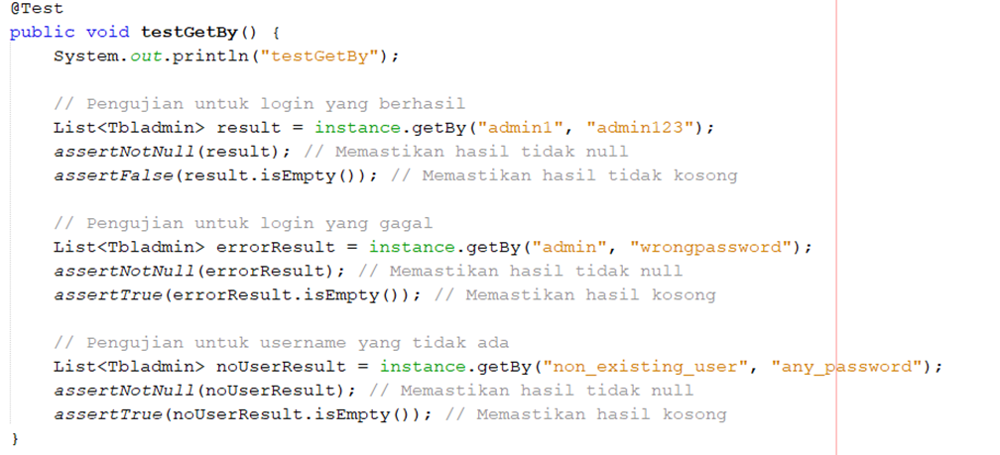 @Test
public void testGetBy() {
    System.out.println("testGetBy");

    // Pengujian untuk login yang berhasil
    List<Tbladmin> result = instance.getBy("admin1", "admin123");
    assertNotNull(result); // Memastikan hasil tidak null
    assertFalse(result.isEmpty()); // Memastikan hasil tidak kosong

    // Pengujian untuk login yang gagal
    List<Tbladmin> errorResult = instance.getBy("admin", "wrongpassword");
    assertNotNull(errorResult); // Memastikan hasil tidak null
    assertTrue(errorResult.isEmpty()); // Memastikan hasil kosong

    // Pengujian untuk username yang tidak ada
    List<Tbladmin> noUserResult = instance.getBy("non_existing_user", "any_password");
    assertNotNull(noUserResult); // Memastikan hasil tidak null
    assertTrue(noUserResult.isEmpty()); // Memastikan hasil kosong
}